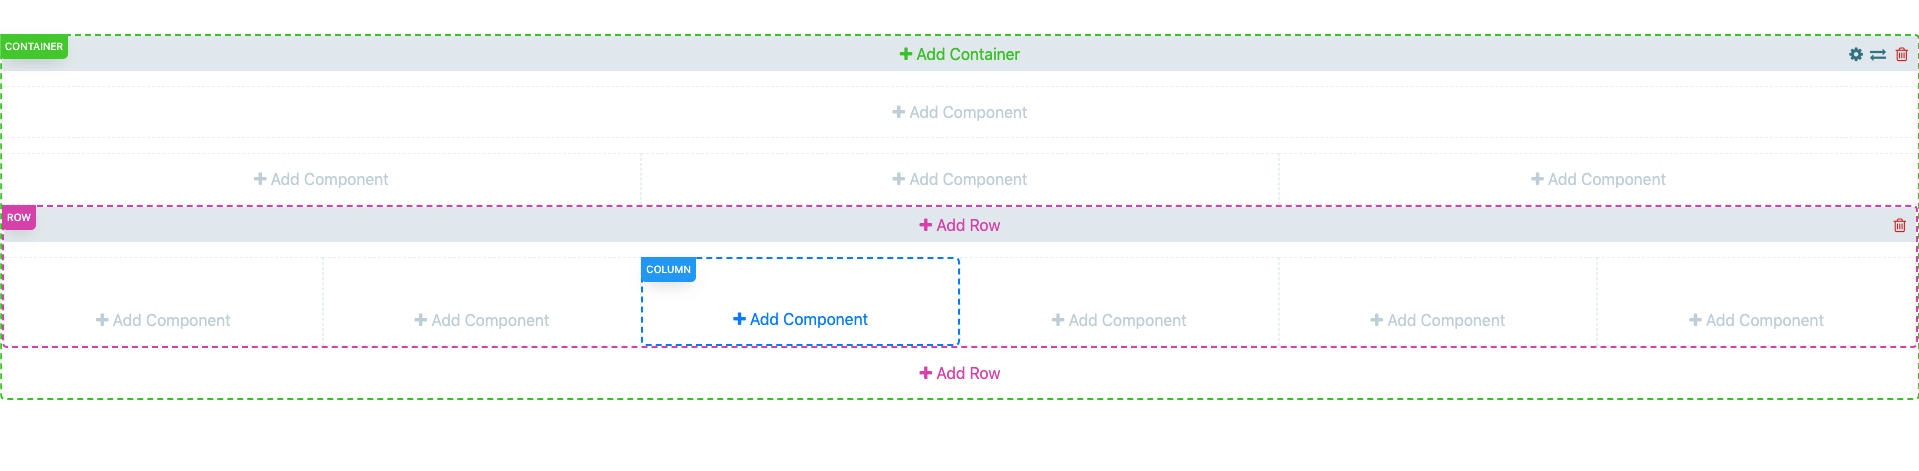 CONTAINER
Add Container
Add Component
Add Component Add Component Add Component
ROW
Add Row
COLUMN
Add Component Add Component Add Component Add Component Add Component Add Component
Add Row